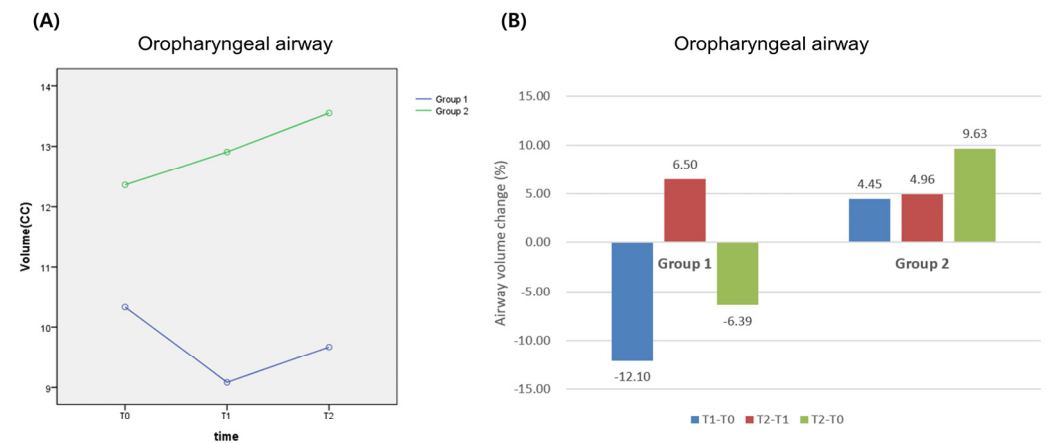 (A)
Oropharyngeal airway
14
13
12
11
10
9
Volume(CC)
T0
T1
T2
time
Group 1
Group 2
(B)
Oropharyngeal airway
Airway volume change (%)
15.00
10.00
5.00
0.00
-5.00
-10.00
-15.00
-12.10
6.50
-6.39
4.45
4.96
9.63
Group 1
Group 2
T1-T0
T2-T1
T2-T0